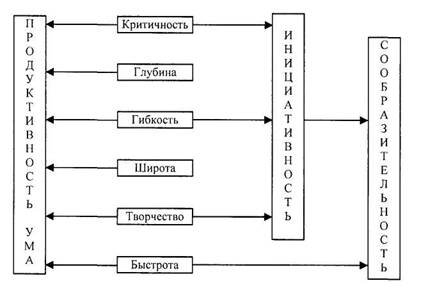 ПРОДУКТИВНОСТЬ УМА
Критичность
Глубина
Гибкость
Широта
Творчество
Быстрота
ИНИЦИАТИВНОСТЬ
СООБРАЗИТЕЛЬНОСТЬ